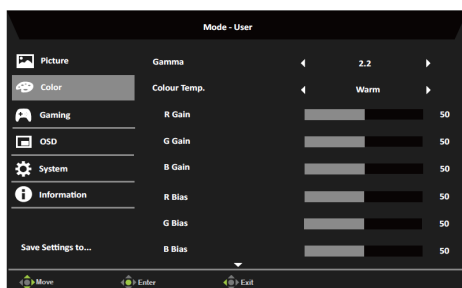 Mode - User
Picture
Color
Gaming
OSD
System
Information
Save Settings to...
Gamma 2.2
Colour Temp. Warm
R Gain 50
G Gain 50
B Gain 50
R Bias 50
G Bias 50
B Bias 50
Move Enter Exit